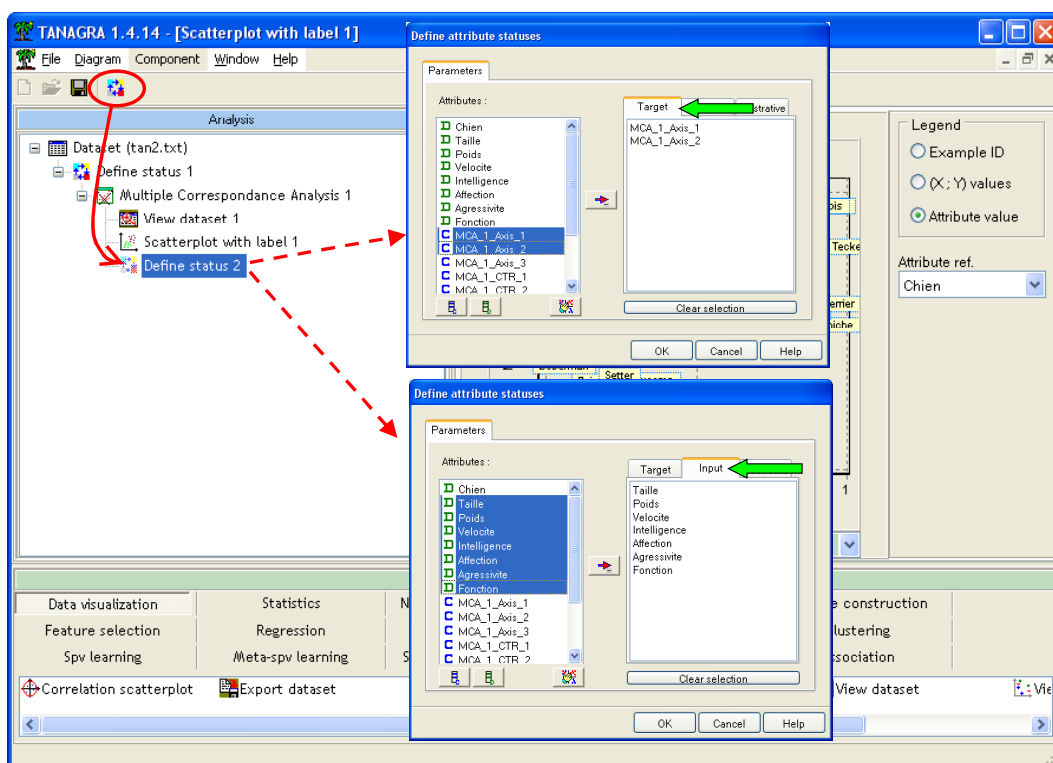 TANAGRA 1.4.14 - [Scatterplot with label 1]
File Diagram Component Window Help
Analysis
Dataset (tan2.txt)
Define status 1
Multiple Correspondance Analysis 1
View dataset 1
Scatterplot with label 1
Define status 2
Define attribute statuses
Parameters
Attributes :
Chien
Taille
Poids
Velocite
Intelligence
Affection
Agressivite
Fonction
MCA_1_Axis_1
MCA_1_Axis_2
MCA_1_Axis_3
MCA_1_CTR_1
MCA_1_CTR_2
Target
MCA_1_Axis_1
MCA_1_Axis_2
Clear selection
OK Cancel Help
Setter
Define attribute statuses
Parameters
Attributes :
Chien
Taille
Poids
Velocite
Intelligence
Affection
Agressivite
Fonction
MCA_1_Axis_1
MCA_1_Axis_2
MCA_1_Axis_3
MCA_1_CTR_1
MCA_1_CTR_2
Target Input
Taille
Poids
Velocite
Intelligence
Affection
Agressivite
Fonction
Clear selection
OK Cancel Help
1
Legend
Example ID
(X ; Y) values
Attribute value
Attribute ref.
Chien
Data visualization Statistics
Feature selection Regression
Spv learning Meta-spv learning
Correlation scatterplot Export dataset View dataset